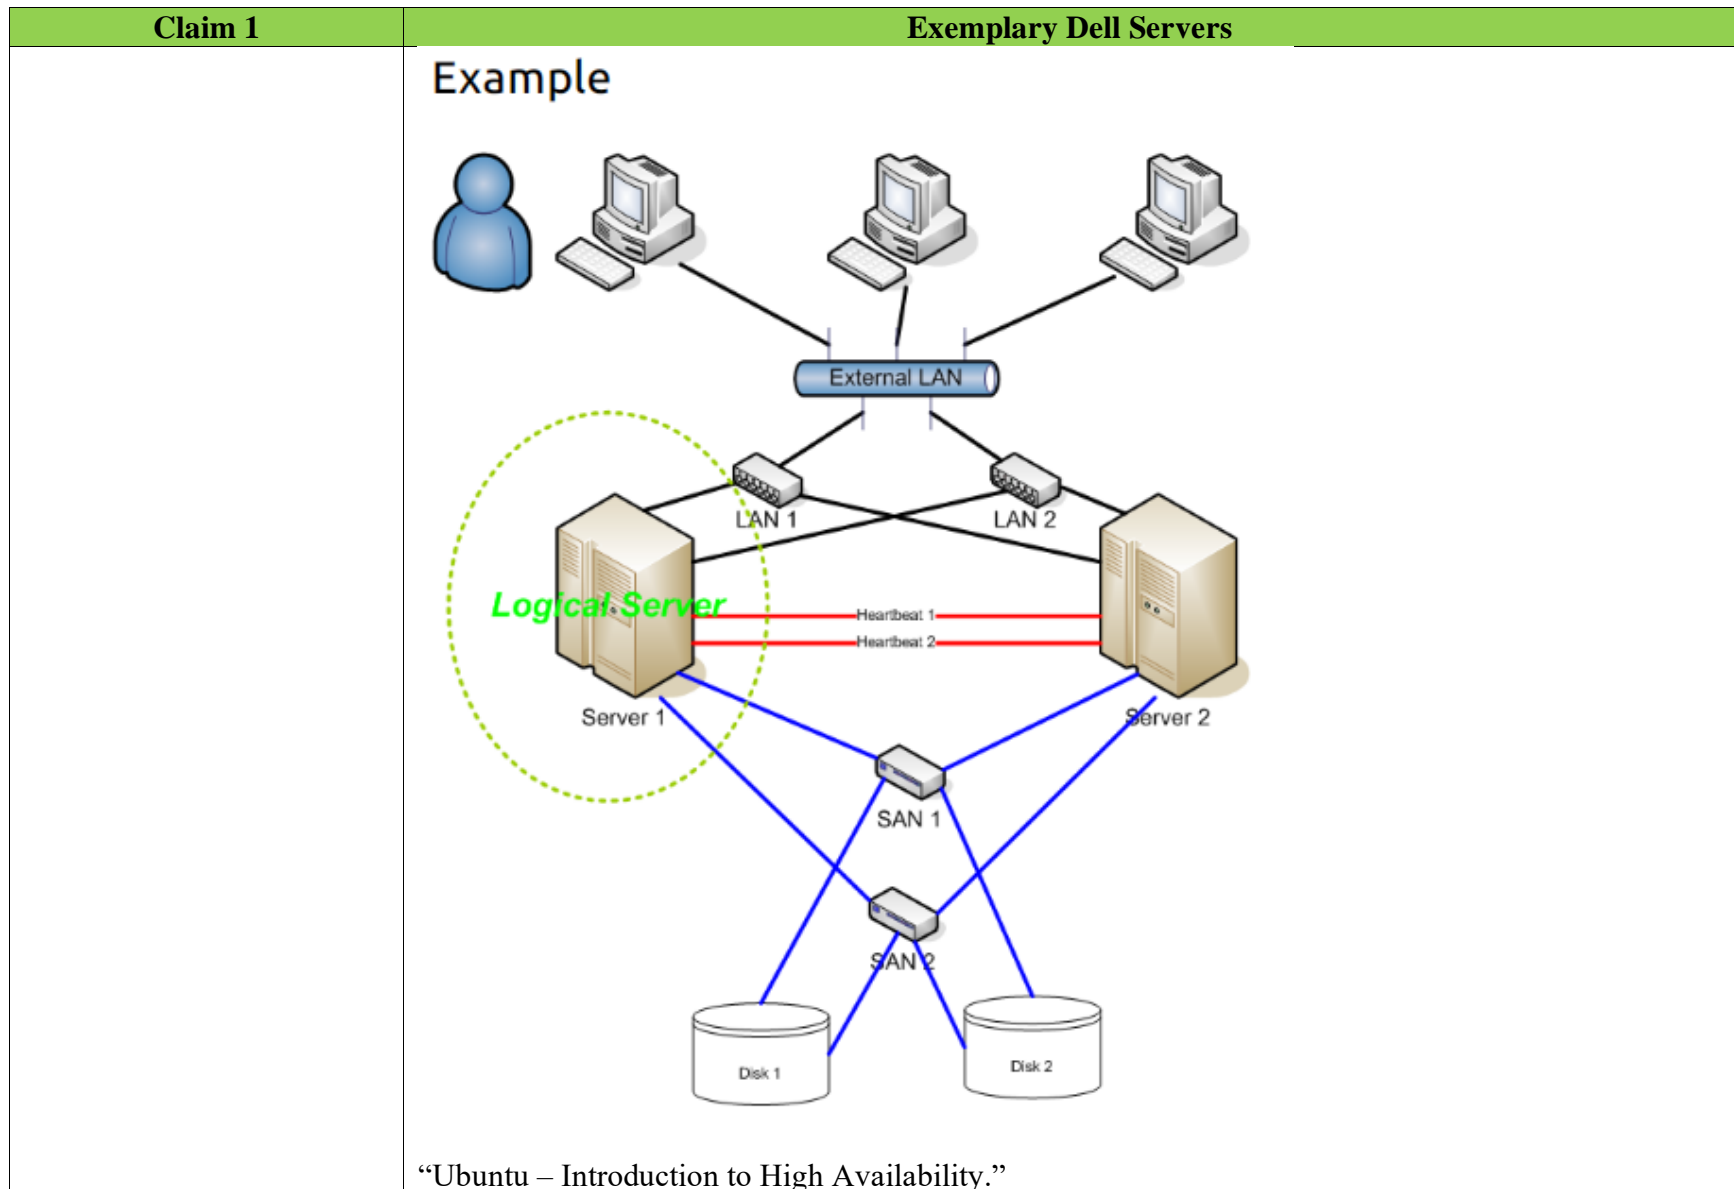 Claim 1
Exemplary Dell Servers
Example
External LAN
LAN 1
LAN 2
Logical Server
Heartbeat 1
Heartbeat 2
Server 1
Server 2
SAN 1
SAN 2
Disk 1
Disk 2
“Ubuntu – Introduction to High Availability.”